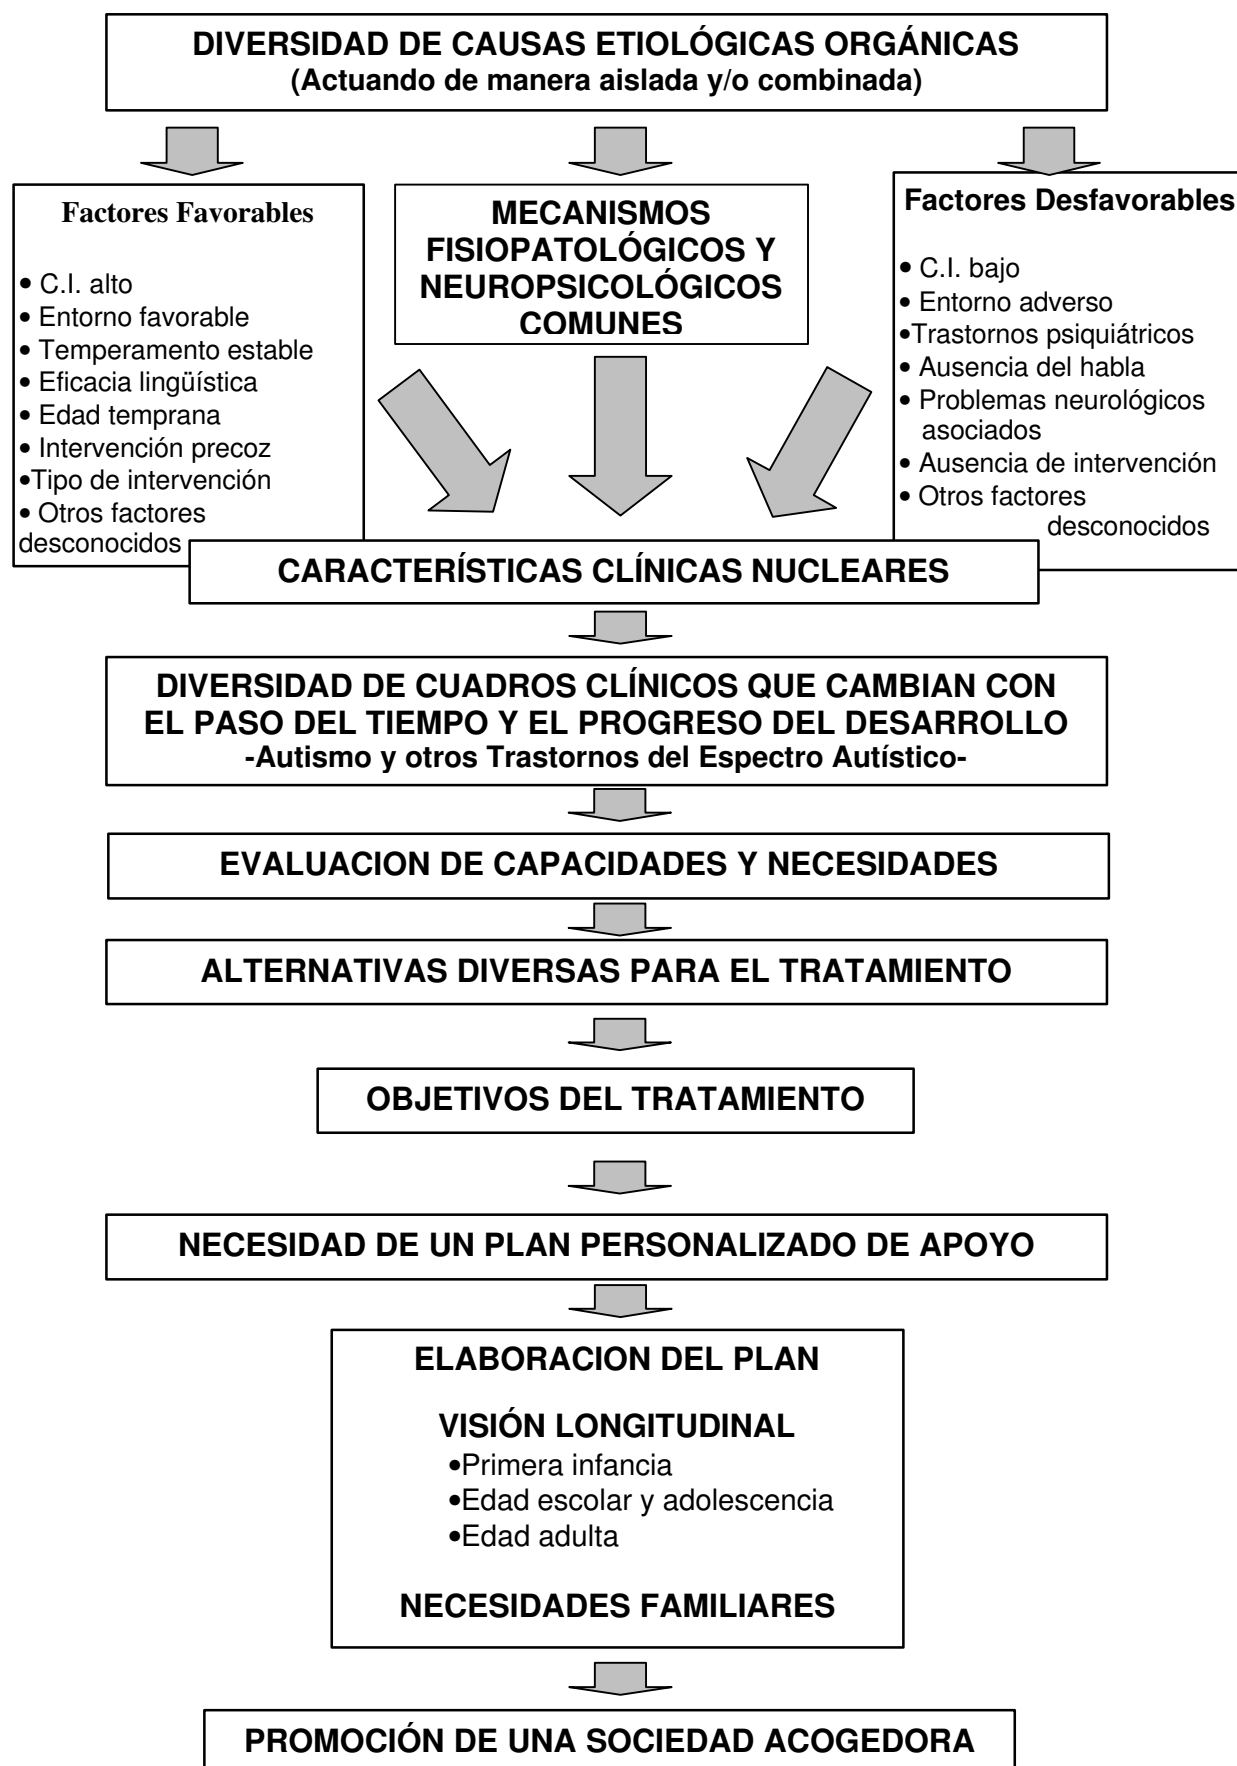 DIVERSIDAD DE CAUSAS ETIOLÓGICAS ORGÁNICAS
(Actuando de manera aislada y/o combinada)
Factores Favorables
• C.I. alto
• Entorno favorable
• Temperamento estable
• Eficacia lingüística
• Edad temprana
• Intervención precoz
•Tipo de intervención
• Otros factores
desconocidos
MECANISMOS
FISIOPATOLÓGICOS Y
NEUROPSICOLÓGICOS
COMUNES
Factores Desfavorables
• C.I. bajo
• Entorno adverso
•Trastornos psiquiátricos
• Ausencia del habla
• Problemas neurológicos
asociados
• Ausencia de intervención
• Otros factores
desconocidos
CARACTERÍSTICAS CLÍNICAS NUCLEARES
DIVERSIDAD DE CUADROS CLÍNICOS QUE CAMBIAN CON
EL PASO DEL TIEMPO Y EL PROGRESO DEL DESARROLLO
-Autismo y otros Trastornos del Espectro Autístico-
EVALUACION DE CAPACIDADES Y NECESIDADES
ALTERNATIVAS DIVERSAS PARA EL TRATAMIENTO
OBJETIVOS DEL TRATAMIENTO
NECESIDAD DE UN PLAN PERSONALIZADO DE APOYO
ELABORACION DEL PLAN
VISIÓN LONGITUDINAL
•Primera infancia
•Edad escolar y adolescencia
•Edad adulta
NECESIDADES FAMILIARES
PROMOCIÓN DE UNA SOCIEDAD ACOGEDORA